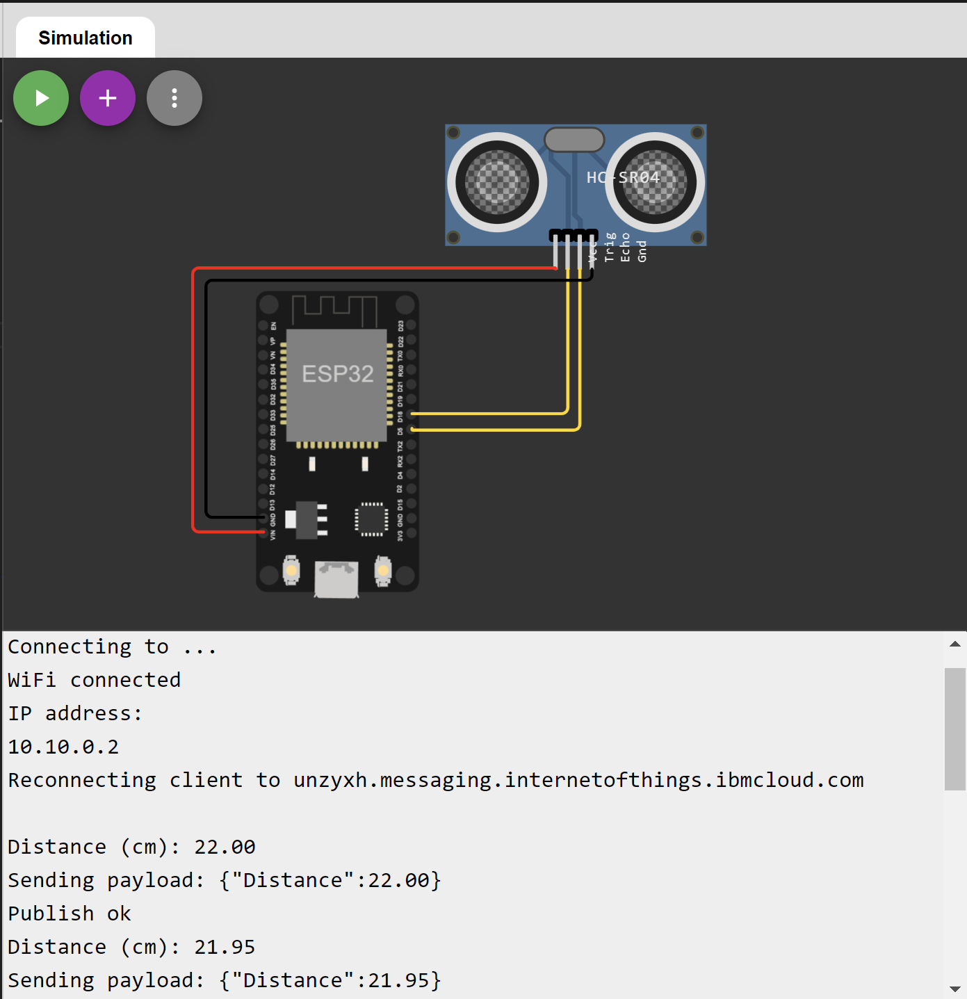 Simulation
HC-SR04
Vcc
Trig
Echo
Gnd
ESP32
EN
VP
VN
D34
D35
D32
D33
D25
D26
D27
D14
D12
D13
GND
VIN
D23
D22
TX0
RX0
D21
D19
D18
D5
TX2
RX2
D4
D2
D15
GND
3V3
Connecting to ...
WiFi connected
IP address:
10.10.0.2
Reconnecting client to unzyxh.messaging.internetofthings.ibmcloud.com
Distance (cm): 22.00
Sending payload: {"Distance":22.00}
Publish ok
Distance (cm): 21.95
Sending payload: {"Distance":21.95}